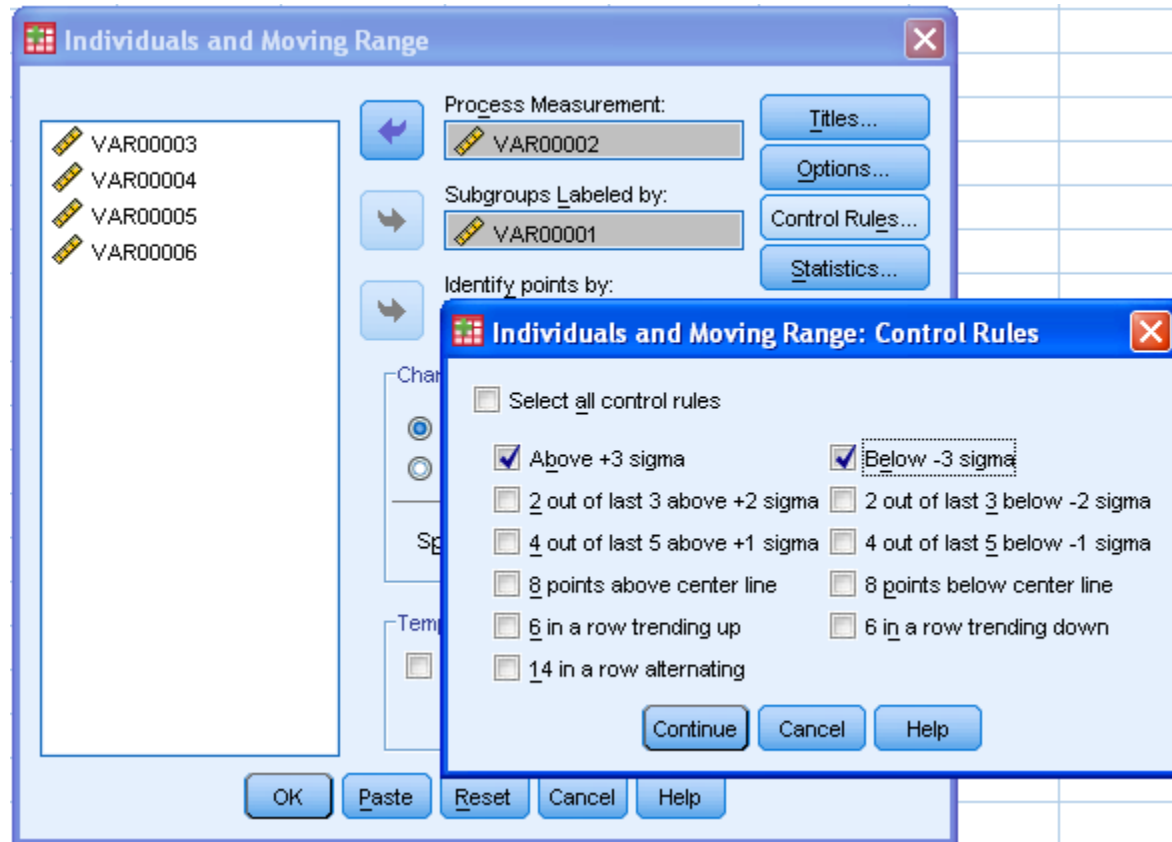 Individuals and Moving Range
VAR00003
VAR00004
VAR00005
VAR00006
Process Measurement:
VAR00002
Subgroups Labeled by:
VAR00001
Identify points by:
Titles...
Options...
Control Rules...
Statistics...
Individuals and Moving Range: Control Rules
Select all control rules
Above +3 sigma
Below -3 sigma
2 out of last 3 above +2 sigma
2 out of last 3 below -2 sigma
4 out of last 5 above +1 sigma
4 out of last 5 below -1 sigma
8 points above center line
8 points below center line
6 in a row trending up
6 in a row trending down
14 in a row alternating
Continue
Cancel
Help
OK
Paste
Reset
Cancel
Help